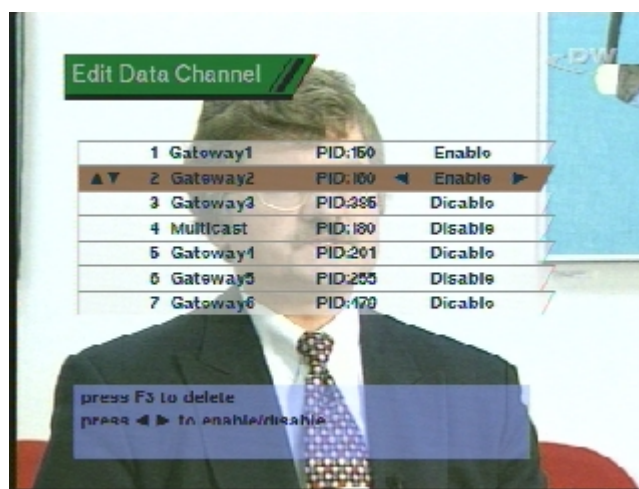 DW
Edit Data Channel
1 Gateway1 PID:160 Enable
2 Gateway2 PID:160 Enable
3 Gateway3 PID:395 Disable
4 Multicast PID:180 Disable
5 Gateway4 PID:201 Disable
6 Gateway5 PID:255 Disable
7 Gateway6 PID:470 Disable
press F3 to delete
press ◀ ▶ to enable/disable